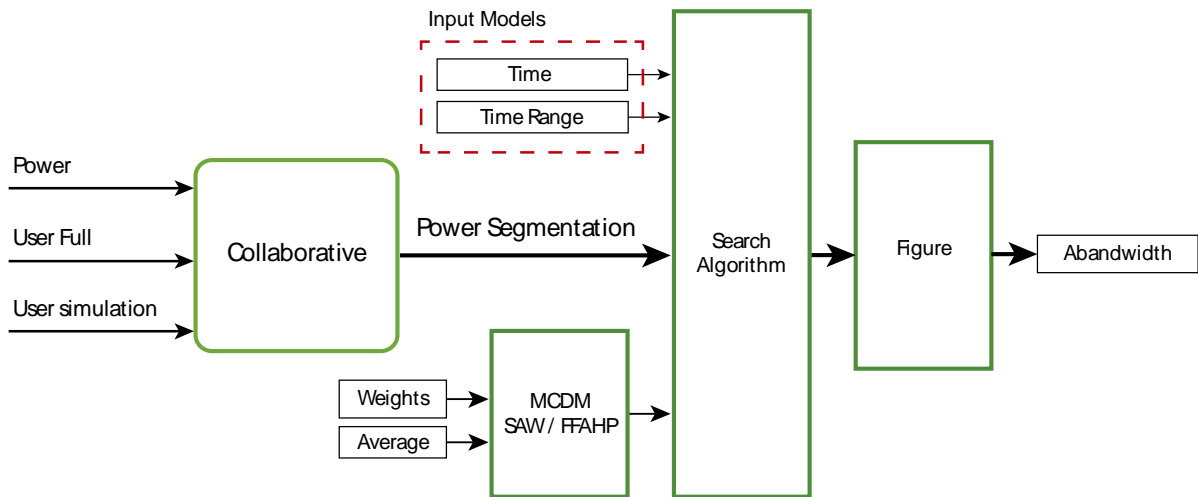 Input Models
Time
Time Range
Power
User Full
User simulation
Collaborative
Power Segmentation
Search
Algorithm
Figure
Abandwidth
Weights
Average
MCDM
SAW / FFAHP